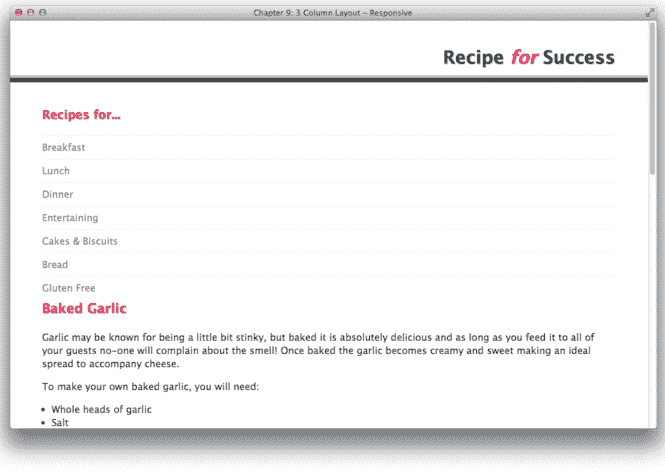 Chapter 9: 3 Column Layout – Responsive
Recipe for Success
Recipes for...
Breakfast
Lunch
Dinner
Entertaining
Cakes & Biscuits
Bread
Gluten Free
Baked Garlic
Garlic may be known for being a little bit stinky, but baked it is absolutely delicious and as long as you feed it to all of
your guests no-one will complain about the smell! Once baked the garlic becomes creamy and sweet making an ideal
spread to accompany cheese.
To make your own baked garlic, you will need:
• Whole heads of garlic
• Salt